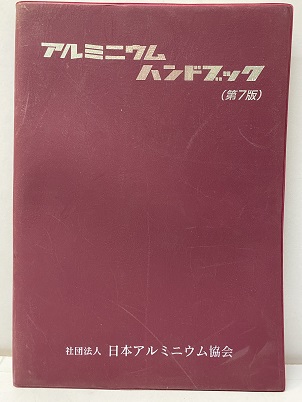 アルミニウム
ハンドブック
(第7版)
社団法人 日本アルミニウム協会